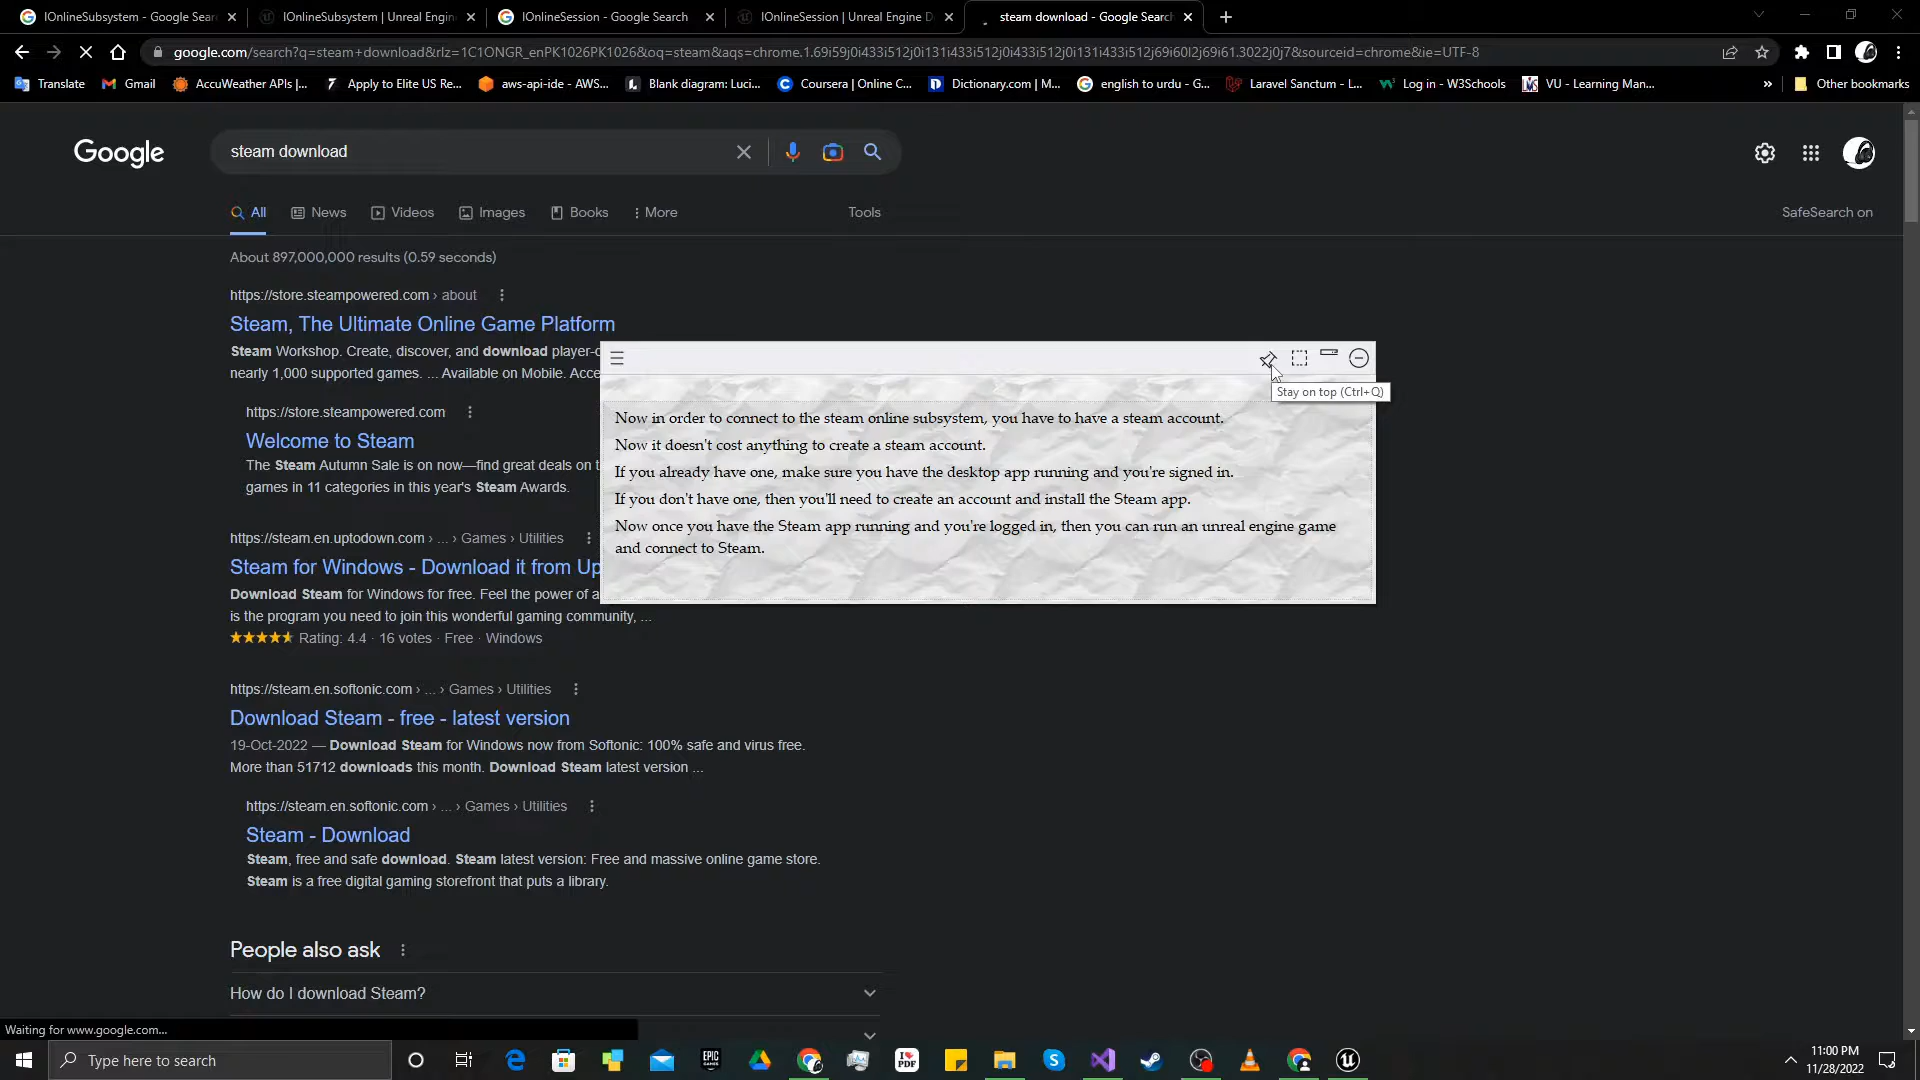 IOnlineSubsystem - Google Sear
IOnlineSubsystem | Unreal Engin
IOnlineSession - Google Search
IOnlineSession | Unreal Engine D
steam download - Google Search
google.com/search?q=steam+download&rlz=1C1ONGR_enPK1026PK1026&oq=steam&aqs=chrome.1.69i59j0i433i512j0i131i433i512j0i433i512j0i131i433i512j69i60l2j69i61.3022j0j7&sourceid=chrome&ie=UTF-8
Translate
Gmail
AccuWeather APIs |...
Apply to Elite US Re...
aws-api-ide - AWS...
Blank diagram: Luci...
Coursera | Online C...
Dictionary.com | M...
english to urdu - G...
Laravel Sanctum - L...
Log in - W3Schools
VU - Learning Man...
»
Other bookmarks
Google
steam download
All
News
Videos
Images
Books
More
Tools
SafeSearch on
About 897,000,000 results (0.59 seconds)
https://store.steampowered.com › about
Steam, The Ultimate Online Game Platform
Steam Workshop. Create, discover, and download player-c
nearly 1,000 supported games. ... Available on Mobile. Acce
https://store.steampowered.com
Welcome to Steam
The Steam Autumn Sale is on now—find great deals on t
games in 11 categories in this year's Steam Awards.
https://steam.en.uptodown.com › ... › Games › Utilities
Steam for Windows - Download it from Up
Download Steam for Windows for free. Feel the power of a
is the program you need to join this wonderful gaming community, ...
Rating: 4.4 · 16 votes · Free · Windows
https://steam.en.softonic.com › ... › Games › Utilities
Download Steam - free - latest version
19-Oct-2022 — Download Steam for Windows now from Softonic: 100% safe and virus free.
More than 51712 downloads this month. Download Steam latest version ...
https://steam.en.softonic.com › ... › Games › Utilities
Steam - Download
Steam, free and safe download. Steam latest version: Free and massive online game store.
Steam is a free digital gaming storefront that puts a library.
People also ask
How do I download Steam?
Stay on top (Ctrl+Q)
Now in order to connect to the steam online subsystem, you have to have a steam account.
Now it doesn't cost anything to create a steam account.
If you already have one, make sure you have the desktop app running and you're signed in.
If you don't have one, then you'll need to create an account and install the Steam app.
Now once you have the Steam app running and you're logged in, then you can run an unreal engine game
and connect to Steam.
Waiting for www.google.com...
Type here to search
EPIC
GAMES
I
PDF
11:00 PM
11/28/2022